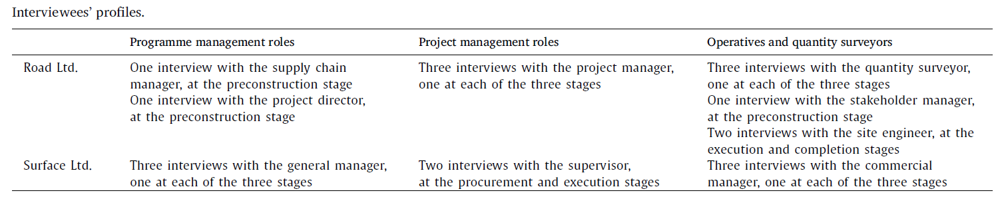 Interviewees' profiles.
Programme management roles
Project management roles
Operatives and quantity surveyors
Road Ltd.
One interview with the supply chain
manager, at the preconstruction stage
One interview with the project director,
at the preconstruction stage
Three interviews with the project manager,
one at each of the three stages
Three interviews with the quantity surveyor,
one at each of the three stages
One interview with the stakeholder manager,
at the preconstruction stage
Two interviews with the site engineer, at the
execution and completion stages
Surface Ltd.
Three interviews with the general manager,
one at each of the three stages
Two interviews with the supervisor,
at the procurement and execution stages
Three interviews with the commercial
manager, one at each of the three stages